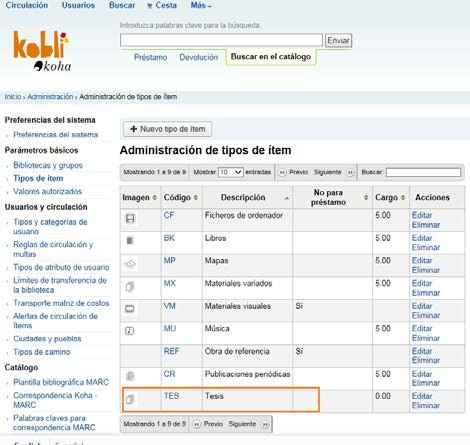 Circulación Usuarios Buscar Cesta Más
kobli
koha
Introduzca palabras clave para la búsqueda:
Enviar
Préstamo Devolución Buscar en el catálogo
Inicio › Administración › Administración de tipos de ítem
Preferencias del sistema
Preferencias del sistema
Parámetros básicos
Bibliotecas y grupos
Tipos de ítem
Valores autorizados
Usuarios y circulación
Tipos y categorías de
usuario
Reglas de circulación y
multas
Tipos de atributo de usuario
Límites de transferencia de
la biblioteca
Transporte matriz de costos
Alertas de circulación de
ítems
Ciudades y pueblos
Tipos de camino
Catálogo
Plantilla bibliográfica MARC
Correspondencia Koha -
MARC
Palabras claves para
correspondencia MARC
+ Nuevo tipo de ítem
Administración de tipos de ítem
Mostrando 1 a 9 de 9 Mostrar 10 entradas Previo Siguiente Buscar:
Imagen Código Descripción No para préstamo Cargo Acciones
CF Ficheros de ordenador 5.00 Editar
Eliminar
BK Libros 5.00 Editar
Eliminar
MP Mapas 5.00 Editar
Eliminar
MX Materiales variados 5.00 Editar
Eliminar
VM Materiales visuales Sí Editar
Eliminar
MU Música 5.00 Editar
Eliminar
REF Obra de referencia Sí Editar
Eliminar
CR Publicaciones periódicas 5.00 Editar
Eliminar
TES Tesis 0.00 Editar
Eliminar
Mostrando 1 a 9 de 9 Previo Siguiente
English Español